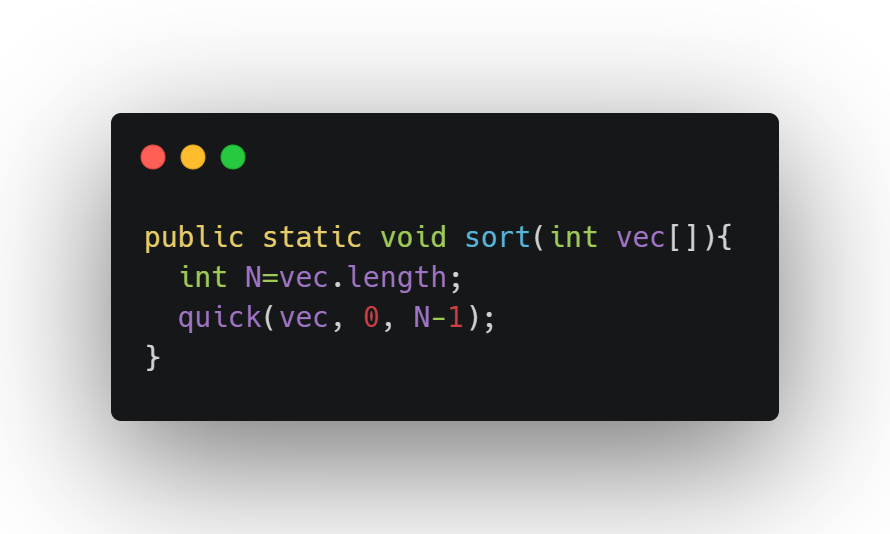 public static void sort(int vec[]){
  int N=vec.length;
  quick(vec, 0, N-1);
}